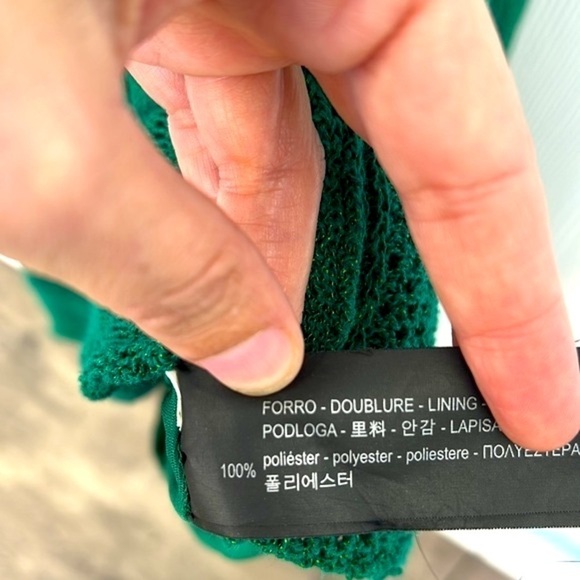 FORRO - DOUBLURE - LINING -
PODLOGA - 里料 - 안감 - LAPISA
100% poliéster - polyester - poliestere - ΠΟΛΥΕΣΤΕΡΑ
폴리에스터